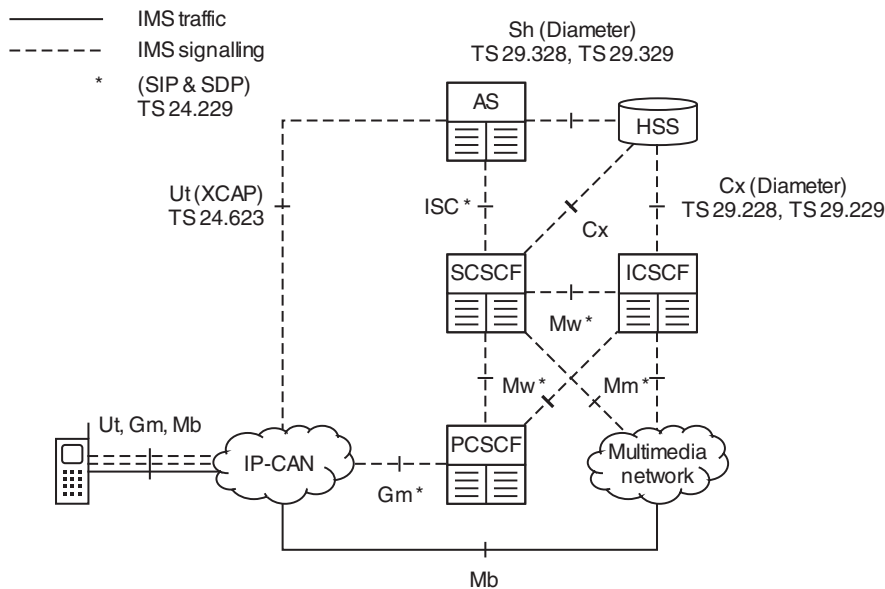 IMS traffic
IMS signalling
* (SIP & SDP)
TS 24.229
Sh (Diameter)
TS 29.328, TS 29.329
AS
HSS
Ut (XCAP)
TS 24.623
ISC *
Cx
Cx (Diameter)
TS 29.228, TS 29.229
SCSCF
ICSCF
Mw *
Mw *
Mm *
Ut, Gm, Mb
IP-CAN
PCSCF
Multimedia
network
Gm *
Mb